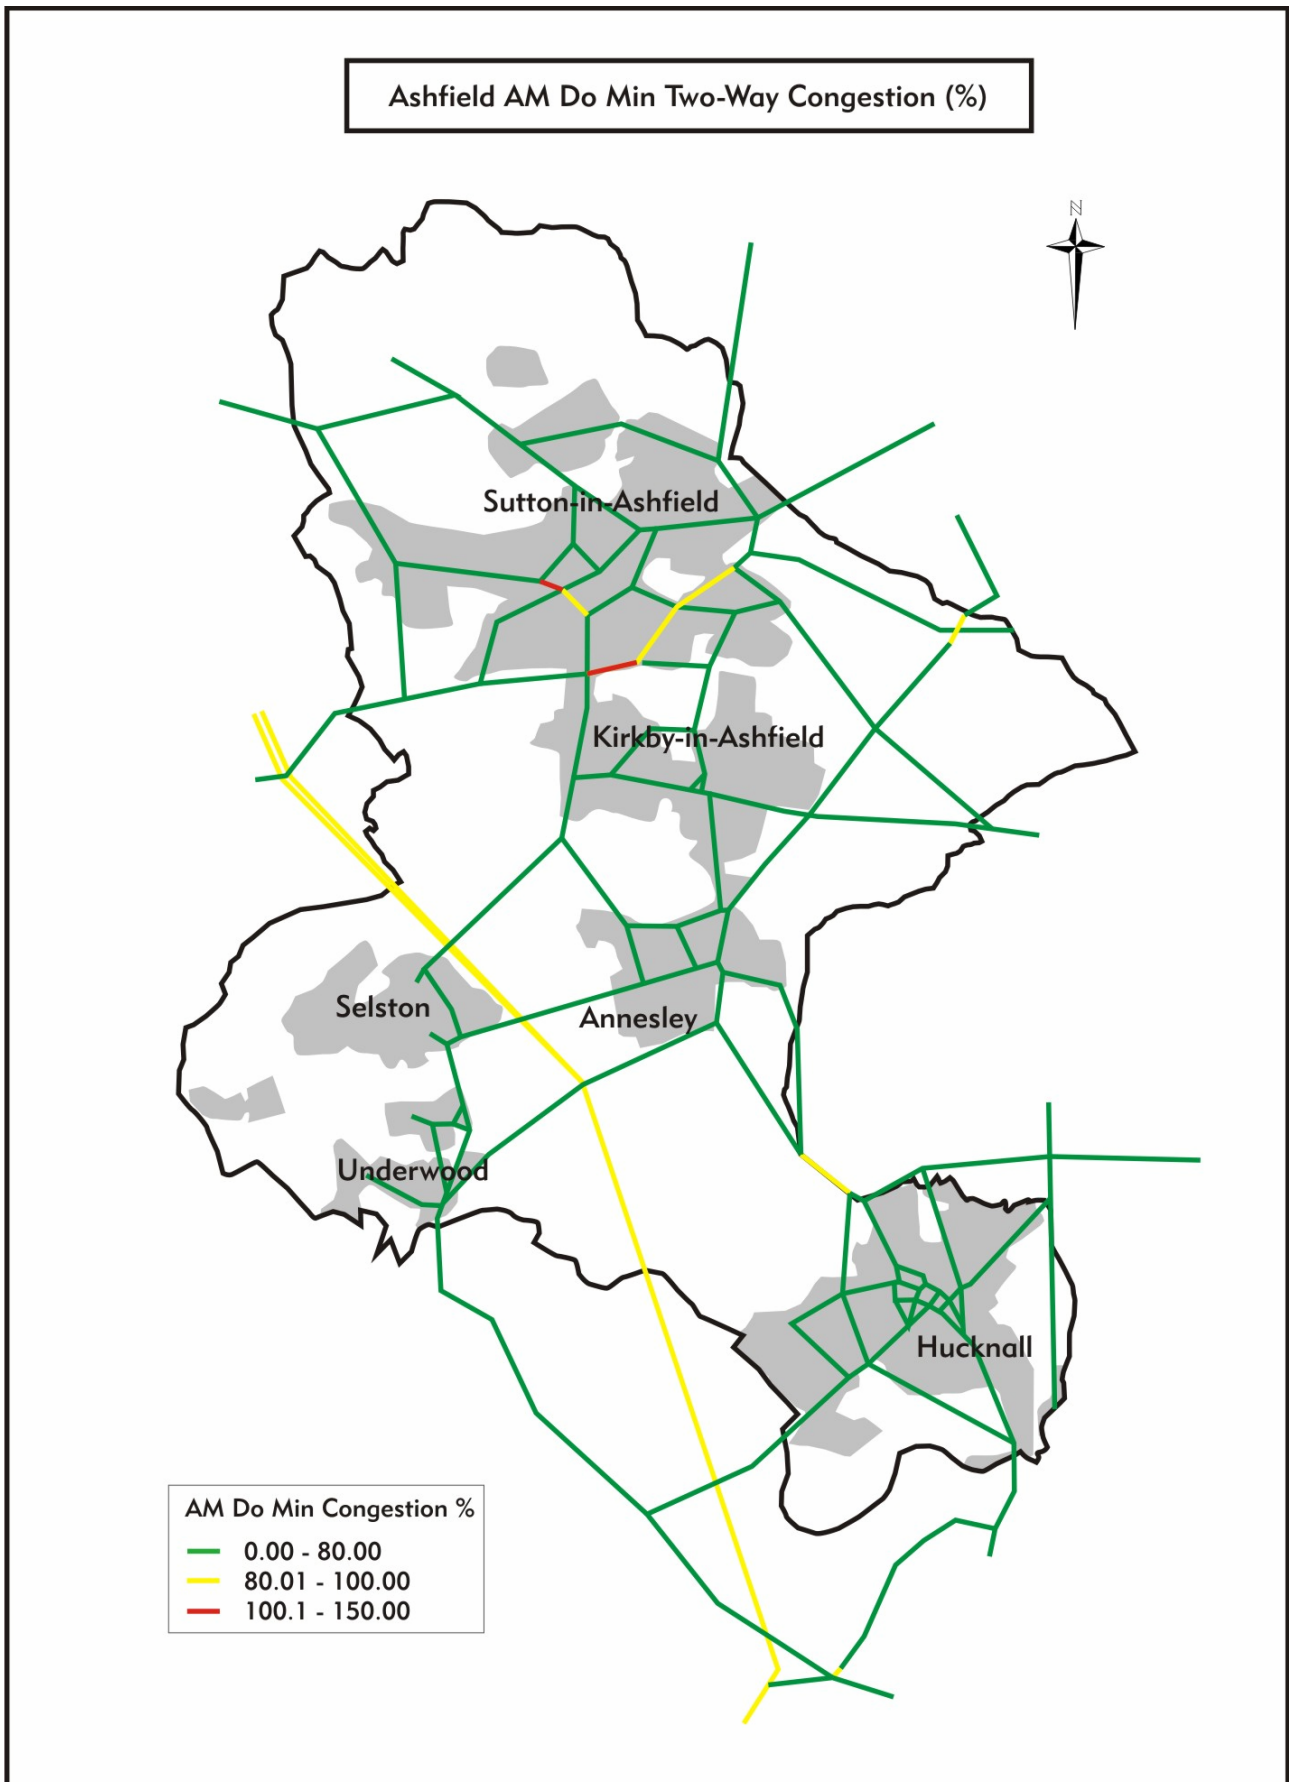 Ashfield AM Do Min Two-Way Congestion (%)
N
Sutton-in-Ashfield
Kirkby-in-Ashfield
Selston
Annesley
Underwood
Hucknall
AM Do Min Congestion %
0.00 - 80.00
80.01 - 100.00
100.1 - 150.00